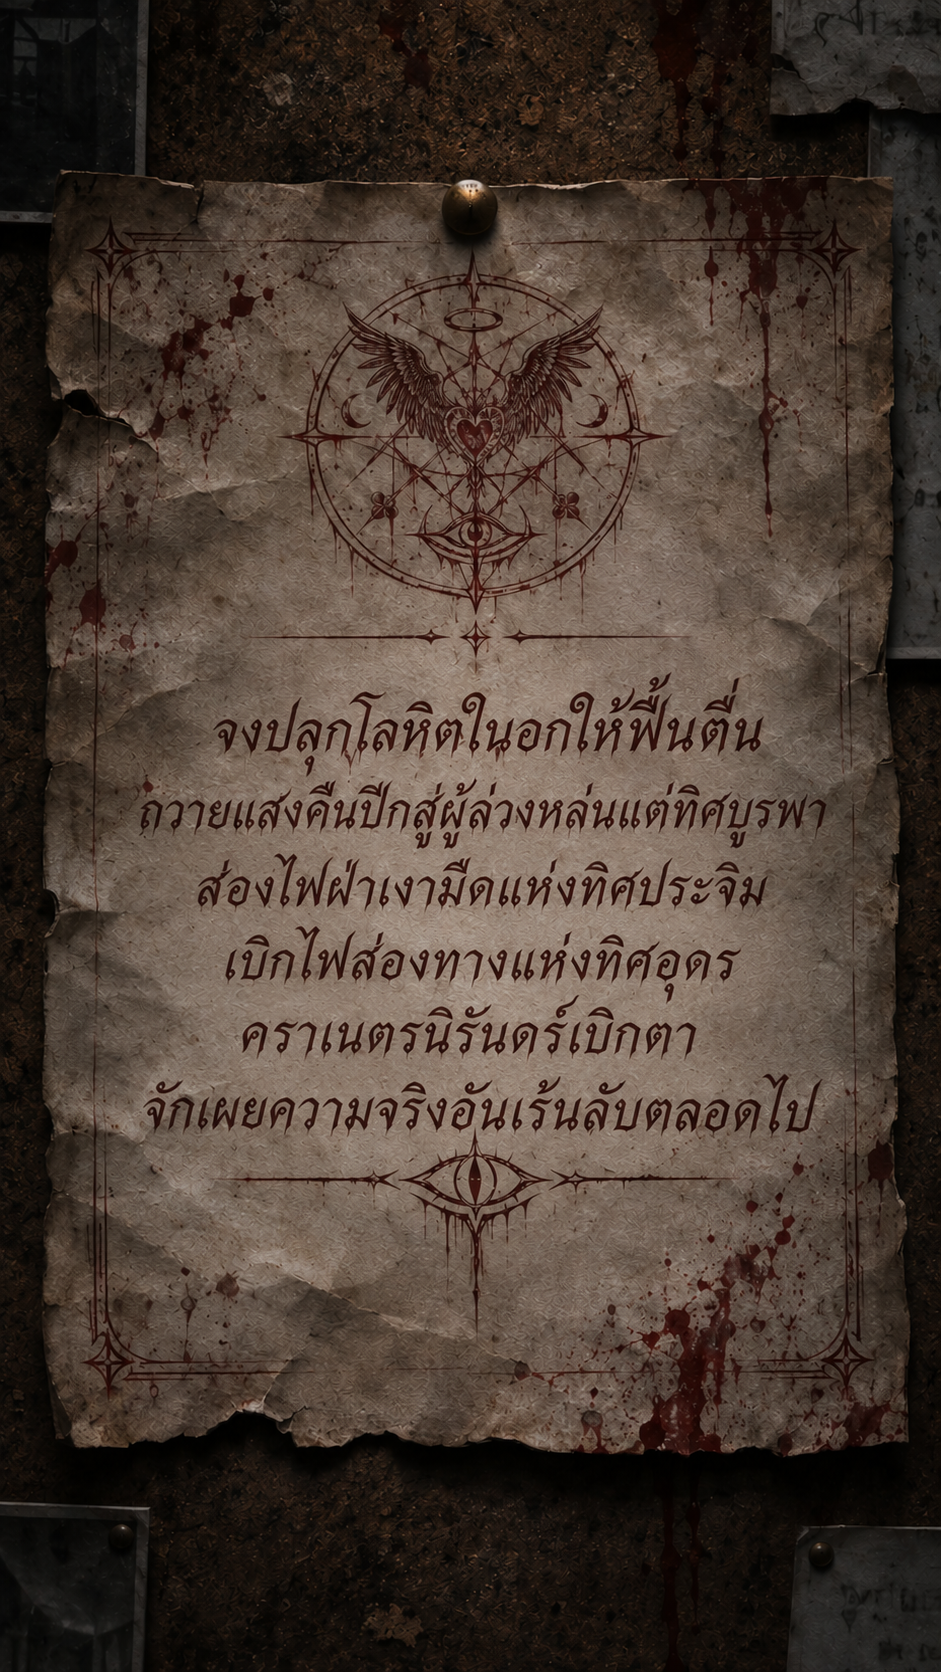 จงปลุกโลหิตในอกให้ฟื้นตื่น
ถวายแสงคืนปีกสู่ผู้ล่วงหล่นแต่ทิศบูรพา
ส่องไฟฝ่าเงามืดแห่งทิศประจิม
เบิกไฟส่องทางแห่งทิศอุดร
คราเนตรนิรันดร์เบิกตา
จักเผยความจริงอันเร้นลับตลอดไป